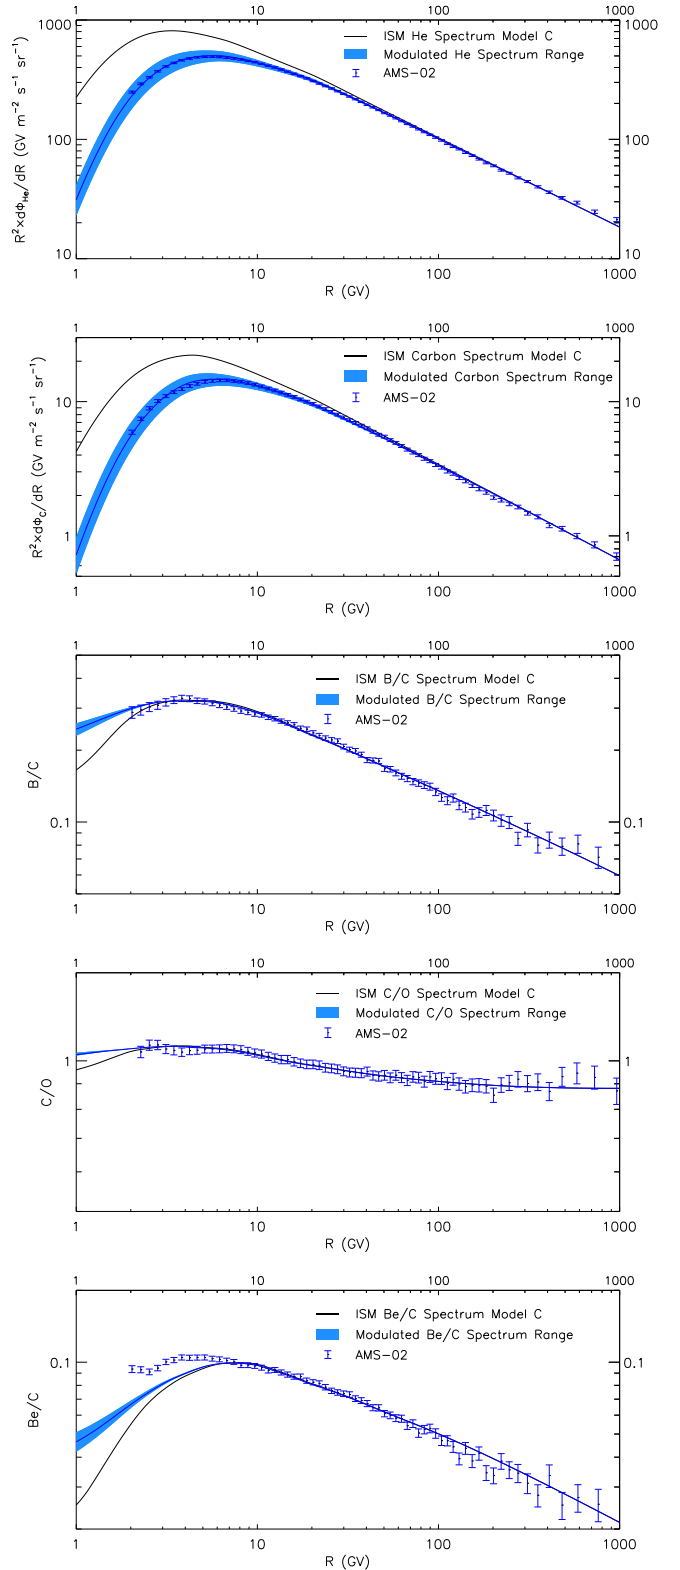 1 10 100 1000
1000 1000
100 100
10 10
R²×dΦHe/dR (GV m−2 s−1 sr−1)
ISM He Spectrum Model C
Modulated He Spectrum Range
AMS−02
1 10 100 1000
R (GV)
1 10 100 1000
10 10
1 1
R²×dΦC/dR (GV m−2 s−1 sr−1)
ISM Carbon Spectrum Model C
Modulated Carbon Spectrum Range
AMS−02
1 10 100 1000
R (GV)
1 10 100 1000
0.1 0.1
B/C
ISM B/C Spectrum Model C
Modulated B/C Spectrum Range
AMS−02
1 10 100 1000
R (GV)
1 10 100 1000
1 1
C/O
ISM C/O Spectrum Model C
Modulated C/O Spectrum Range
AMS−02
1 10 100 1000
R (GV)
1 10 100 1000
0.1 0.1
Be/C
ISM Be/C Spectrum Model C
Modulated Be/C Spectrum Range
AMS−02
1 10 100 1000
R (GV)